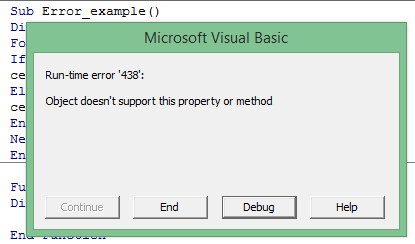 Sub Error_example()
Di
Fo
If
ce
El
ce
En
Ne
En
Microsoft Visual Basic
Run-time error '438':
Object doesn't support this property or method
Continue End Debug Help
Fu
Di
End Function